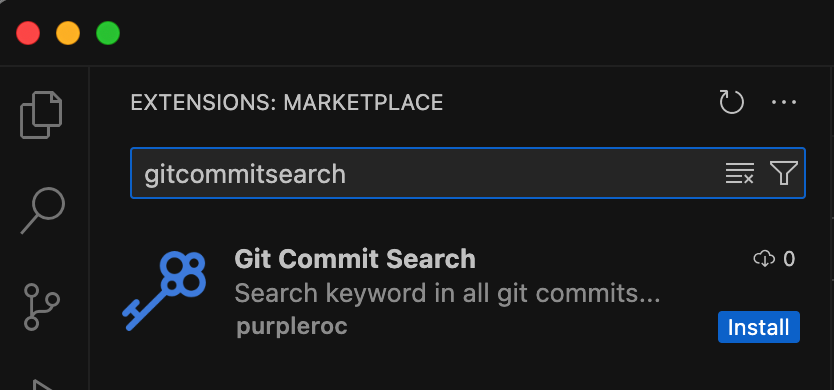 EXTENSIONS: MARKETPLACE
gitcommitsearch
Git Commit Search
0
Search keyword in all git commits...
purpleroc
Install